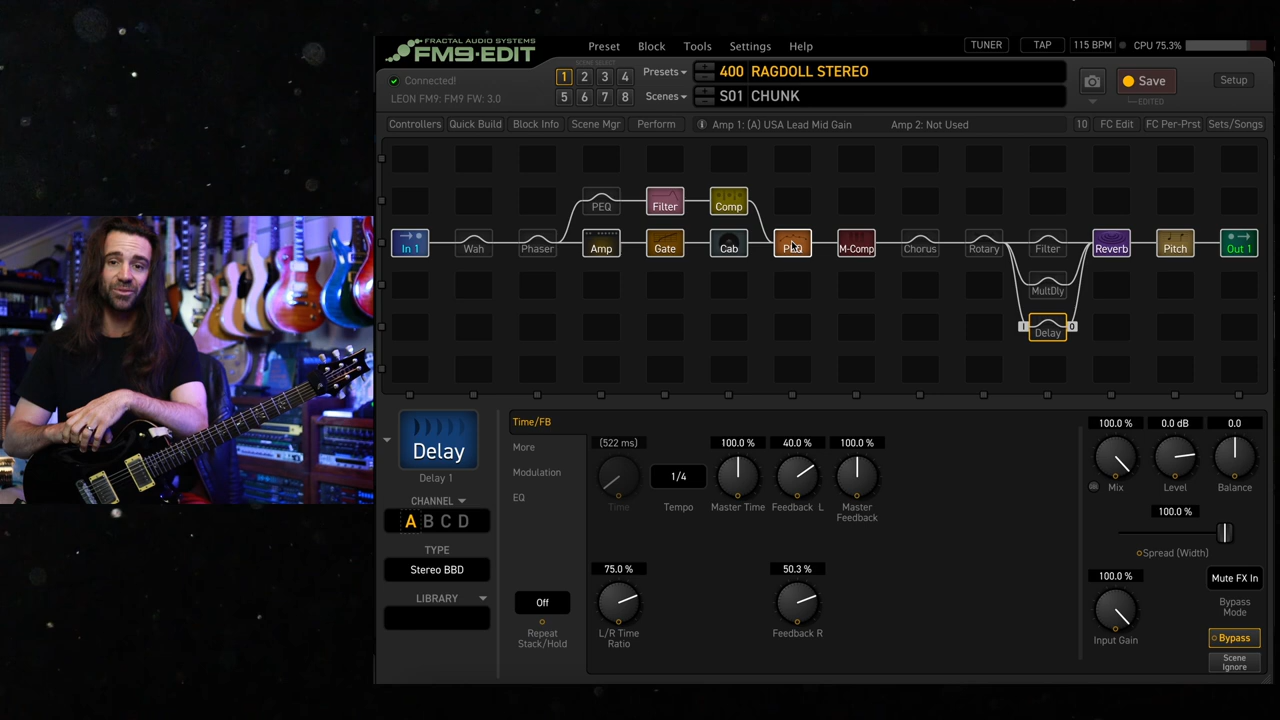 FRACTAL AUDIO SYSTEMS
FM9-EDIT
Preset Block Tools Settings Help
TUNER TAP 115 BPM CPU 75.3%
Connected!
LEON FM9: FM9 FW: 3.0
SCENE SELECT
1 2 3 4
5 6 7 8
Presets
400 RAGDOLL STEREO
Scenes
S01 CHUNK
Save
EDITED
Setup
Controllers Quick Build Block Info Scene Mgr Perform
Amp 1: (A) USA Lead Mid Gain Amp 2: Not Used
10 FC Edit FC Per-Prst Sets/Songs
PEQ Filter Comp
In 1 Wah Phaser Amp Gate Cab PEQ M-Comp Chorus Rotary Filter Reverb Pitch Out 1
MultDly
I Delay O
Delay
Delay 1
CHANNEL
A B C D
TYPE
Stereo BBD
LIBRARY
Time/FB
More
Modulation
EQ
Off
Repeat
Stack/Hold
(522 ms) 100.0 % 40.0 % 100.0 %
1/4
Time Tempo Master Time Feedback L Master
Feedback
75.0 % 50.3 %
L/R Time
Ratio
Feedback R
100.0 % 0.0 dB 0.0
Mix Level Balance
100.0 %
Spread (Width)
100.0 %
Input Gain
Mute FX In
Bypass
Mode
Bypass
Scene
Ignore